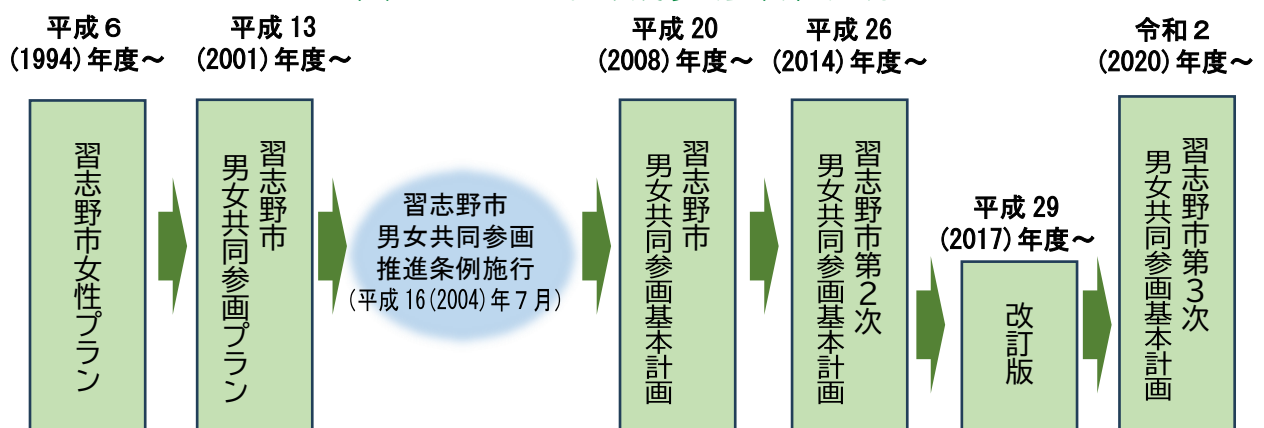 平成６
(1994)年度～
習志野市女性プラン
平成 13
(2001)年度～
習志野市
男女共同参画プラン
習志野市
男女共同参画
推進条例施行
(平成 16(2004)年７月)
平成 20
(2008)年度～
習志野市
男女共同参画基本計画
平成 26
(2014)年度～
習志野市第２次
男女共同参画基本計画
平成 29
(2017)年度～
改訂版
令和２
(2020)年度～
習志野市第３次
男女共同参画基本計画